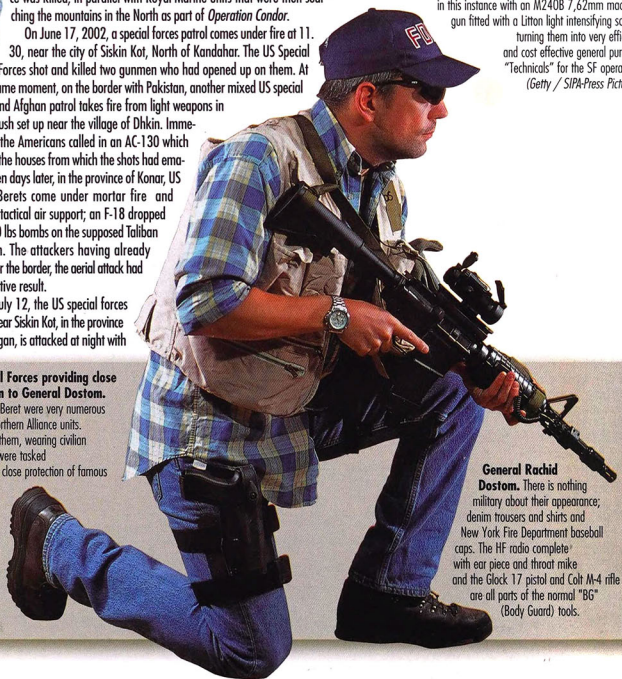 ching the mountains in the North as part of Operation Condor.
On June 17, 2002, a special forces patrol comes under fire at 11.
30, near the city of Siskin Kot, North of Kandahar. The US Special
Forces shot and killed two gunmen who had opened up on them. At
ame moment, on the border with Pakistan, another mixed US special
nd Afghan patrol takes fire from light weapons in
ush set up near the village of Dhkin. Imme-
the Americans called in an AC-130 which
the houses from which the shots had ema-
en days later, in the province of Konar, US
Berets come under mortar fire and
tactical air support; an F-18 dropped
lbs bombs on the supposed Taliban
n. The attackers having already
r the border, the aerial attack had
tive result.
uly 12, the US special forces
ear Siskin Kot, in the province
gan, is attacked at night with
l Forces providing close
n to General Dostom.
Beret were very numerous
orthern Alliance units.
them, wearing civilian
were tasked
close protection of famous
in this instance with an M240B 7,62mm mac
gun fitted with a Litton light intensifying sc
turning them into very effi
and cost effective general pur
"Technicals" for the SF opera
(Getty / SIPA-Press Pict
FD
General Rachid
Dostom. There is nothing
military about their appearance;
denim trousers and shirts and
New York Fire Department baseball
caps. The HF radio complete
with ear piece and throat mike
and the Glock 17 pistol and Colt M-4 rifle
are all parts of the normal "BG"
(Body Guard) tools.